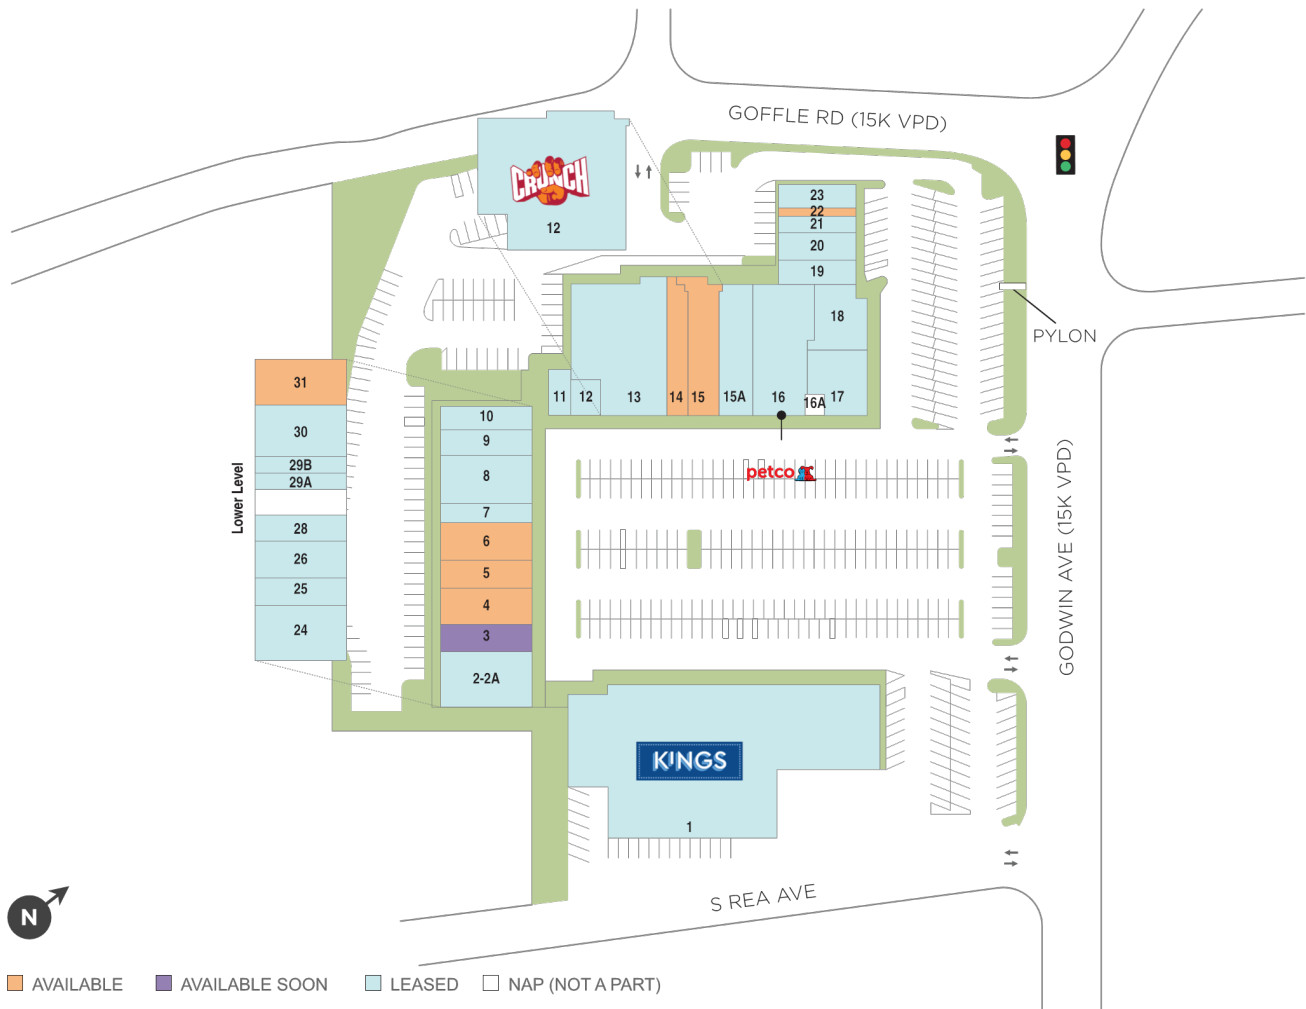 GOFFLE RD (15K VPD)
CRUNCH
12
23
22
21
20
19
18
PYLON
11
12
13
14
15
15A
16
16A
17
petco
31
30
29B
29A
28
26
25
24
Lower Level
10
9
8
7
6
5
4
3
2-2A
GODWIN AVE (15K VPD)
KINGS
1
S REA AVE
N
AVAILABLE
AVAILABLE SOON
LEASED
NAP (NOT A PART)